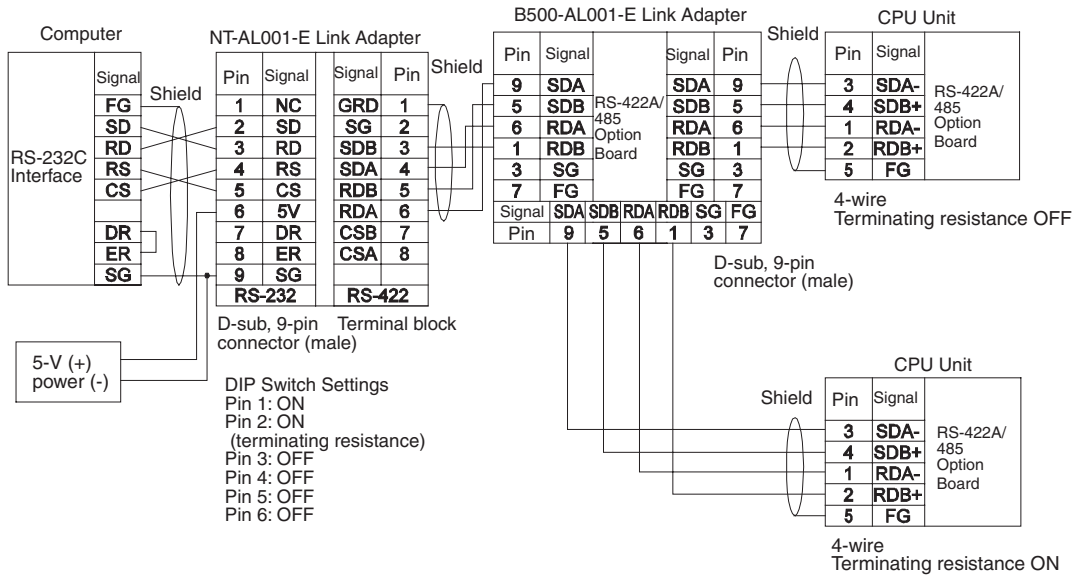 B500-AL001-E Link Adapter
CPU Unit
Computer
NT-AL001-E Link Adapter
Shield
Signal
FG
SD
RD
RS
CS
DR
ER
SG
RS-232C
Interface
Shield
Pin Signal
1 NC
2 SD
3 RD
4 RS
5 CS
6 5V
7 DR
8 ER
9 SG
RS-232
Signal Pin
GRD 1
SG 2
SDB 3
SDA 4
RDB 5
RDA 6
CSB 7
CSA 8
RS-422
Shield
D-sub, 9-pin
connector (male)
Terminal block
Pin Signal
9 SDA
5 SDB
6 RDA
1 RDB
3 SG
7 FG
RS-422A/
485
Option
Board
Signal Pin
SDA 9
SDB 5
RDA 6
RDB 1
SG 3
FG 7
Signal SDA SDB RDA RDB SG FG
Pin 9 5 6 1 3 7
D-sub, 9-pin
connector (male)
Pin Signal
3 SDA-
4 SDB+
1 RDA-
2 RDB+
5 FG
RS-422A/
485
Option
Board
4-wire
Terminating resistance OFF
5-V (+)
power (-)
DIP Switch Settings
Pin 1: ON
Pin 2: ON
(terminating resistance)
Pin 3: OFF
Pin 4: OFF
Pin 5: OFF
Pin 6: OFF
CPU Unit
Shield
Pin Signal
3 SDA-
4 SDB+
1 RDA-
2 RDB+
5 FG
RS-422A/
485
Option
Board
4-wire
Terminating resistance ON